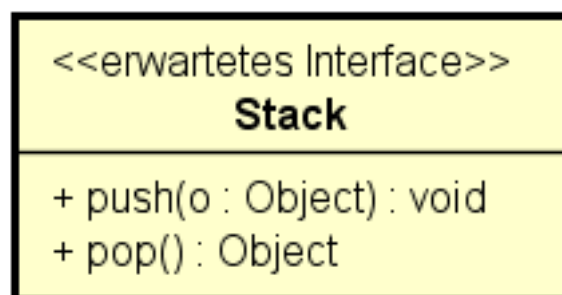 <<erwartetes Interface>>
Stack
+ push(o : Object) : void
+ pop() : Object